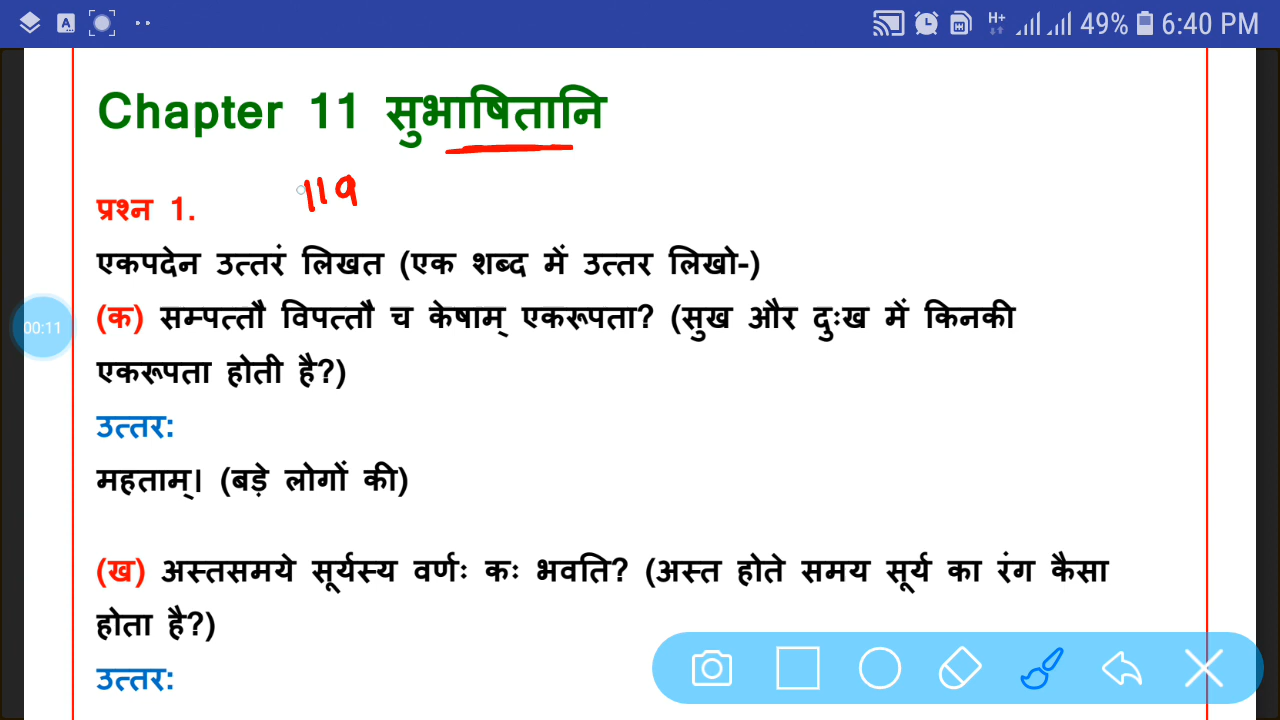 A
H+ 49% 6:40 PM
Chapter 11 सुभाषितानि
119
प्रश्न 1.
एकपदेन उत्तरं लिखत (एक शब्द में उत्तर लिखो-)
(क) सम्पत्तौ विपत्तौ च केषाम् एकरूपता? (सुख और दुःख में किनकी
00:11
एकरूपता होती है?)
उत्तर:
महताम्। (बड़े लोगों की)
(ख) अस्तसमये सूर्यस्य वर्णः कः भवति? (अस्त होते समय सूर्य का रंग कैसा
होता है?)
उत्तर: